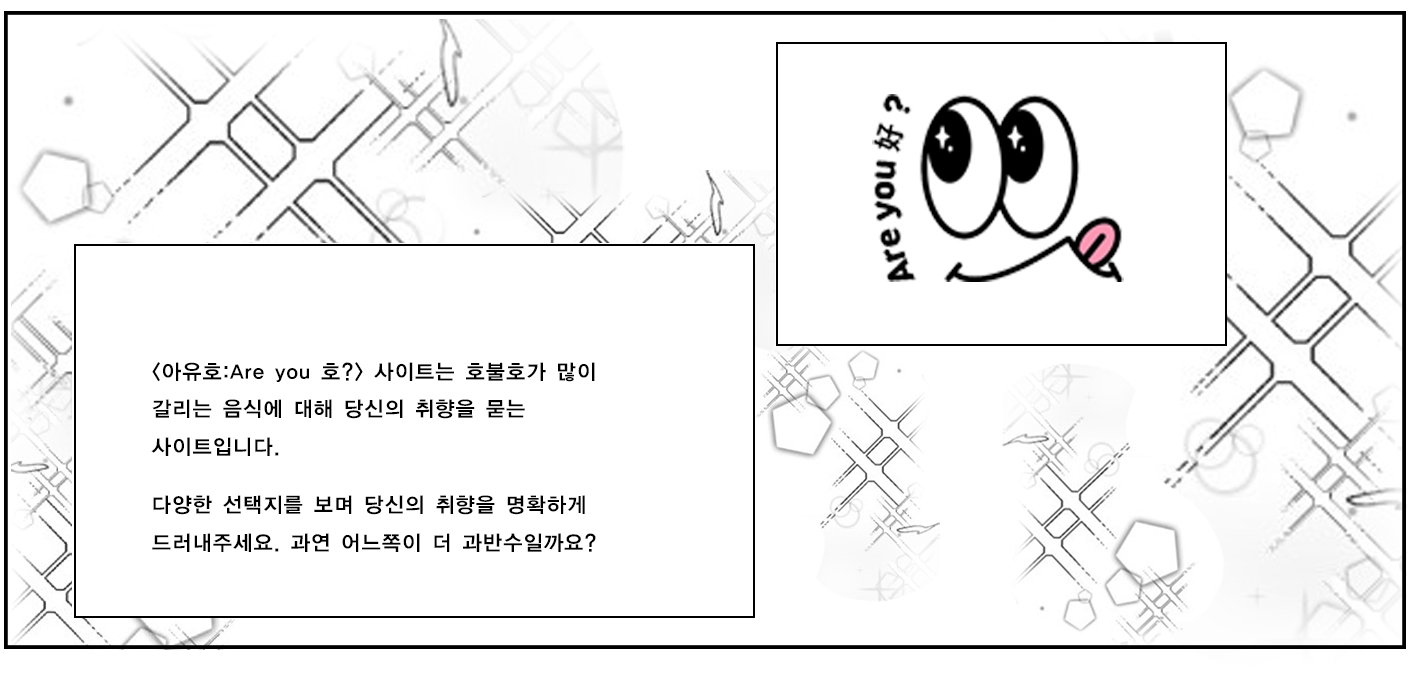 Are you 好 ?
〈아유호:Are you 호?〉 사이트는 호불호가 많이
갈리는 음식에 대해 당신의 취향을 묻는
사이트입니다.
다양한 선택지를 보며 당신의 취향을 명확하게
드러내주세요. 과연 어느쪽이 더 과반수일까요?